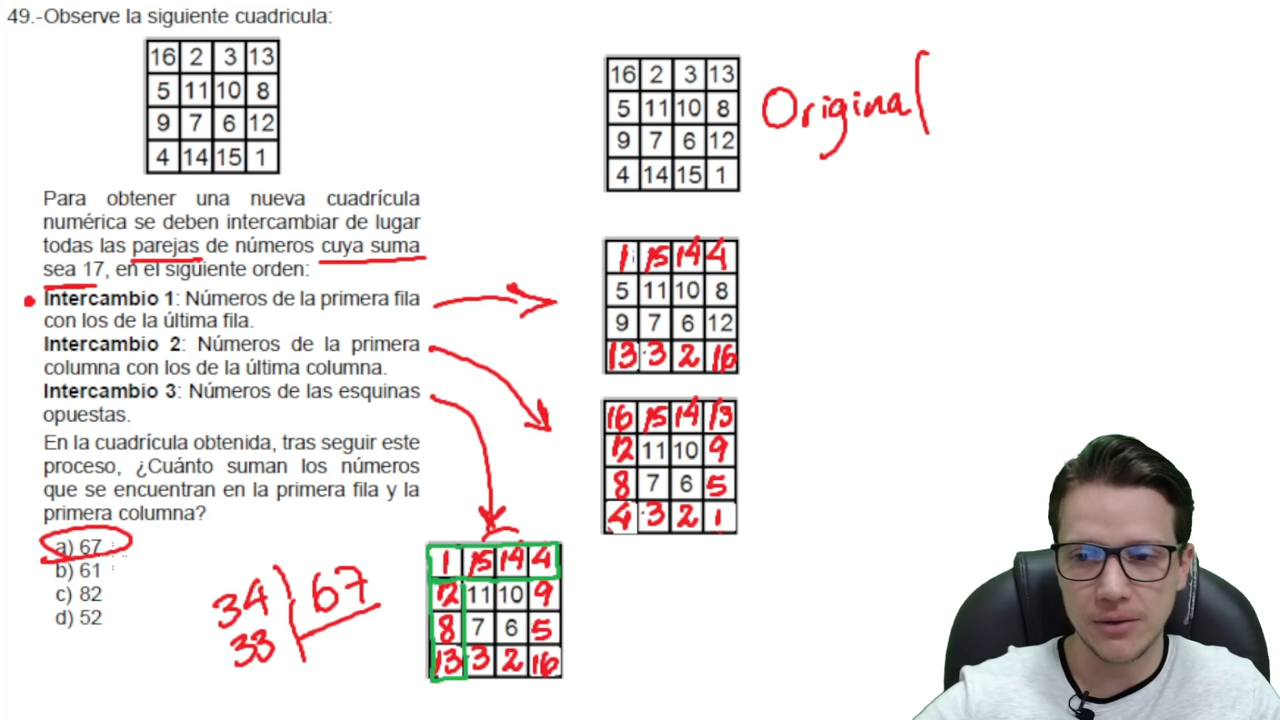 49.-Observe la siguiente cuadricula:
16 2 3 13
5 11 10 8
9 7 6 12
4 14 15 1
Para obtener una nueva cuadrícula
numérica se deben intercambiar de lugar
todas las parejas de números cuya suma
sea 17, en el siguiente orden:
Intercambio 1: Números de la primera fila
con los de la última fila.
Intercambio 2: Números de la primera
columna con los de la última columna.
Intercambio 3: Números de las esquinas
opuestas.
En la cuadrícula obtenida, tras seguir este
proceso, ¿Cuánto suman los números
que se encuentran en la primera fila y la
primera columna?
a) 67
b) 61
c) 82
d) 52
34
33
67
1 15 14 4
12 11 10 9
8 7 6 5
13 3 2 16
16 2 3 13
5 11 10 8
9 7 6 12
4 14 15 1
Original
1 15 14 4
5 11 10 8
9 7 6 12
13 3 2 16
16 15 14 13
12 11 10 9
8 7 6 5
4 3 2 1